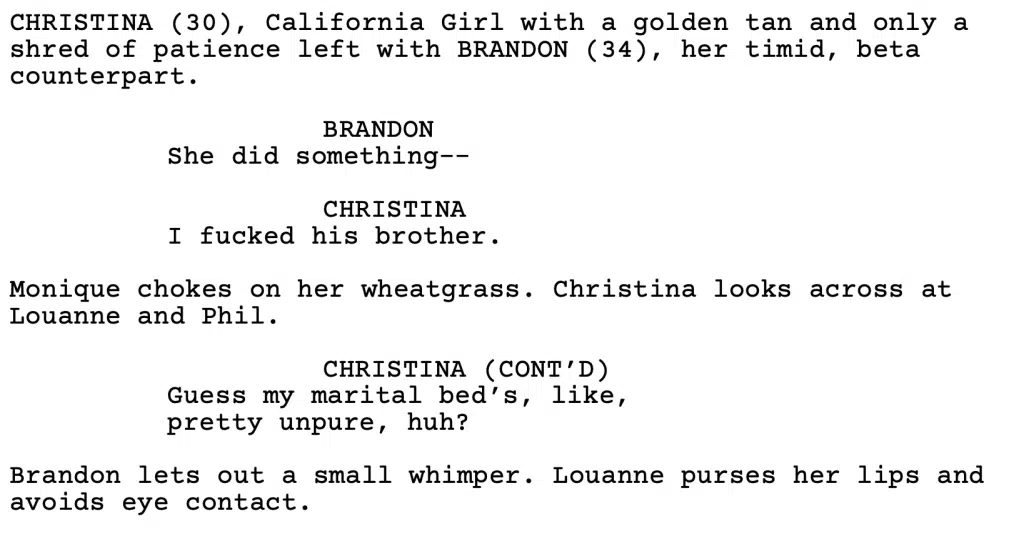 CHRISTINA (30), California Girl with a golden tan and only a
shred of patience left with BRANDON (34), her timid, beta
counterpart.
BRANDON
She did something--
CHRISTINA
I fucked his brother.
Monique chokes on her wheatgrass. Christina looks across at
Louanne and Phil.
CHRISTINA (CONT’D)
Guess my marital bed’s, like,
pretty unpure, huh?
Brandon lets out a small whimper. Louanne purses her lips and
avoids eye contact.